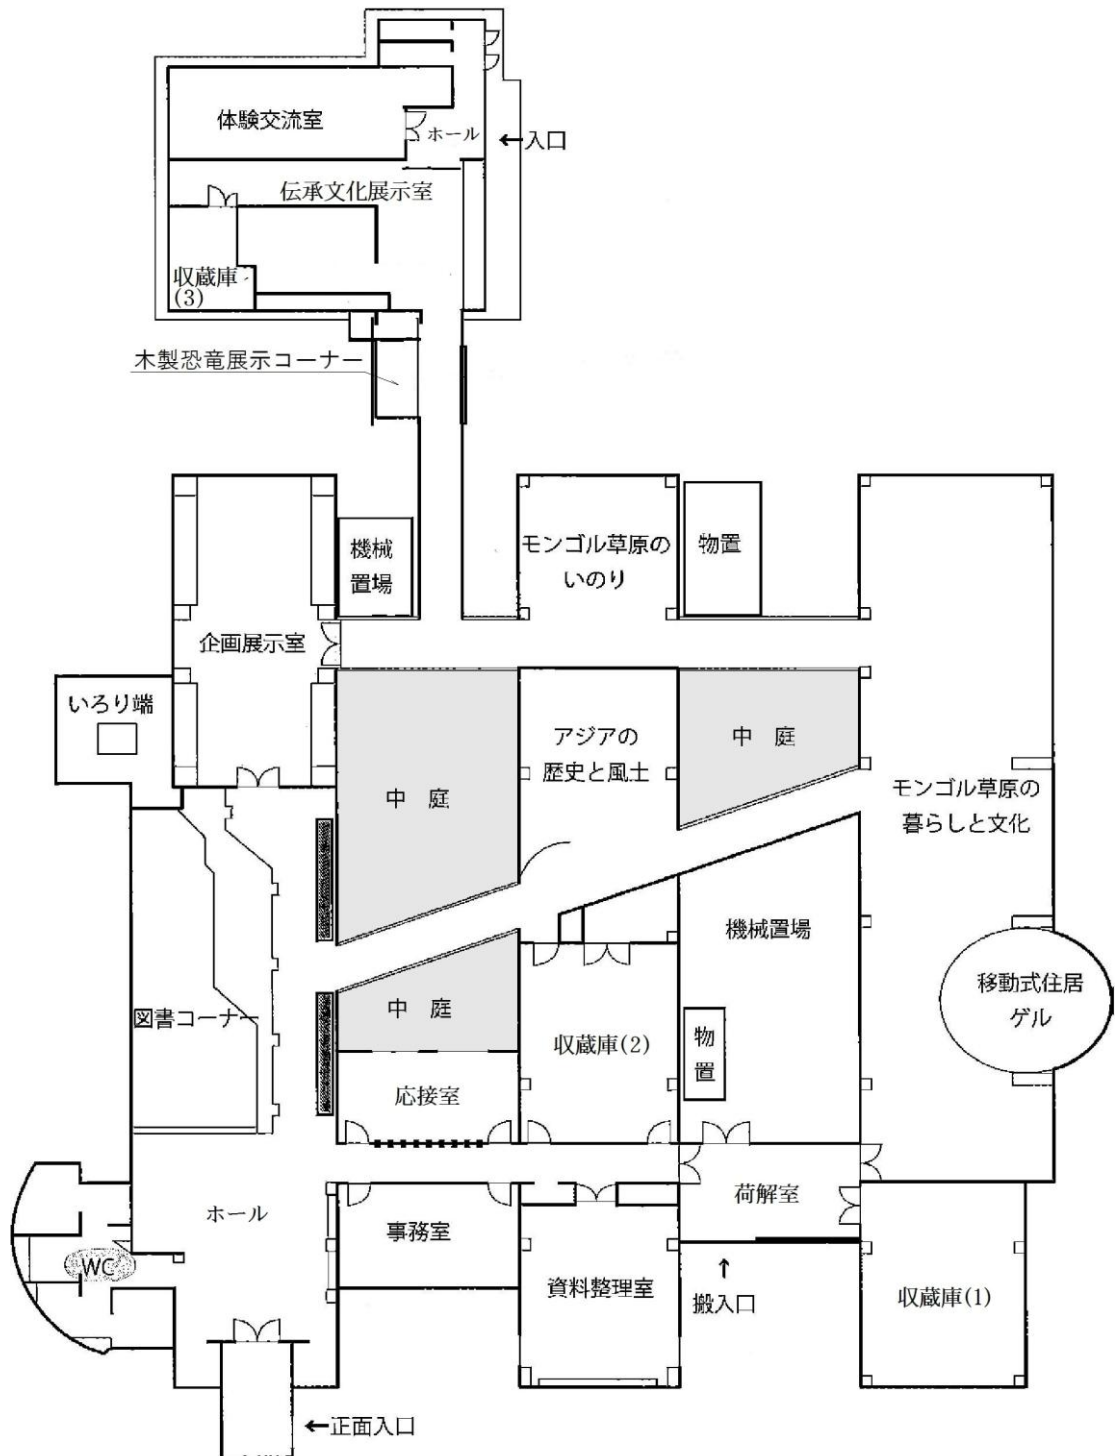 体験交流室
ホール
←入口
伝承文化展示室
収蔵庫
(3)
木製恐竜展示コーナー
機械
置場
モンゴル草原の
いのり
物置
企画展示室
いろり端
アジアの
歴史と風土
中 庭
中 庭
モンゴル草原の
暮らしと文化
機械置場
移動式住居
ゲル
図書コーナー
中 庭
収蔵庫(2)
物
置
応接室
荷解室
ホール
事務室
WC
資料整理室
↑
搬入口
収蔵庫(1)
←正面入口